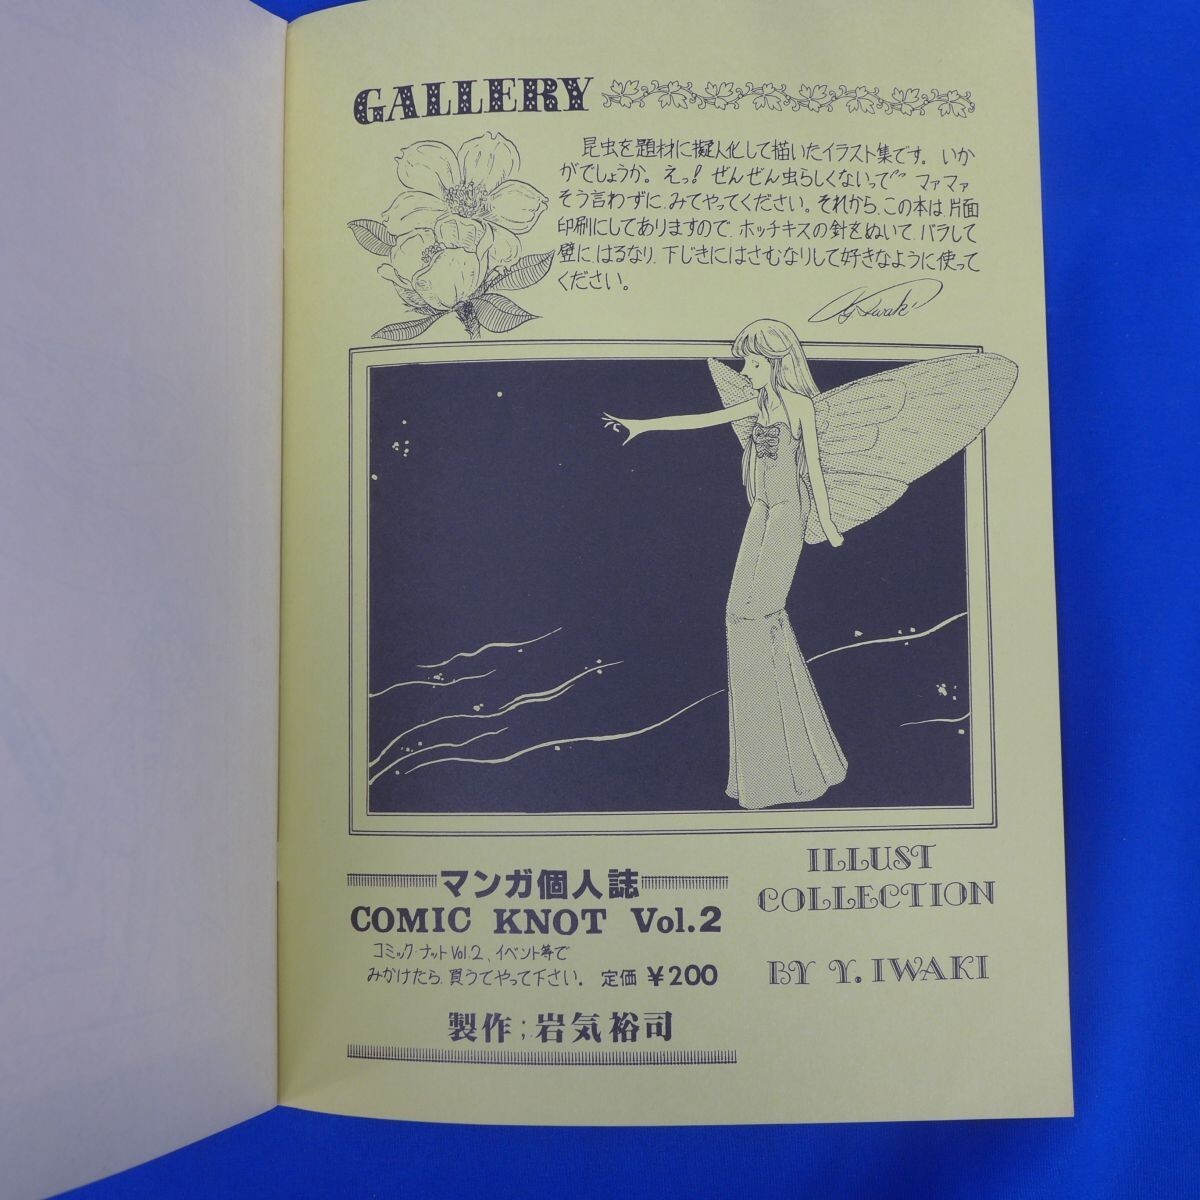 GALLERY
昆虫を題材に擬人化して描いたイラスト集です。いか
がでしょうか。えっ!ぜんぜん虫らしくないって゛マァマァ
そう言わずに、みてやってください。それから、この本は、片面
印刷にしてありますので、ホッチキスの針をぬいて、バラして
壁に、はるなり、下じきにはさむなりして好きなように使って
ください。
Y. Iwaki
マンガ個人誌
COMIC KNOT Vol.2
コミック・ナットVol.2、イベント等で
みかけたら、買うてやって下さい。 定価 ¥200
製作;岩気裕司
ILLUST
COLLECTION
BY Y. IWAKI